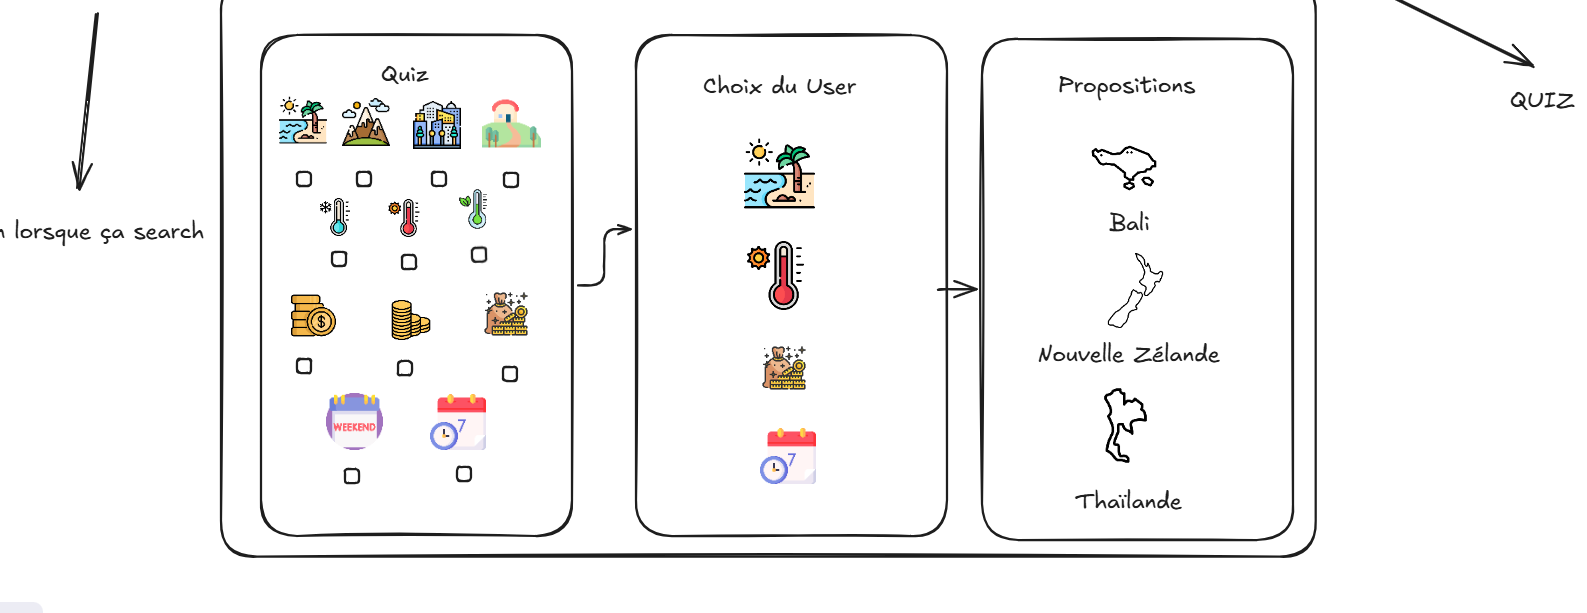 Quiz
Choix du User
Propositions
QUIZ
lorsque ça search
Bali
Nouvelle Zélande
$
WEEKEND
7
7
Thaïlande